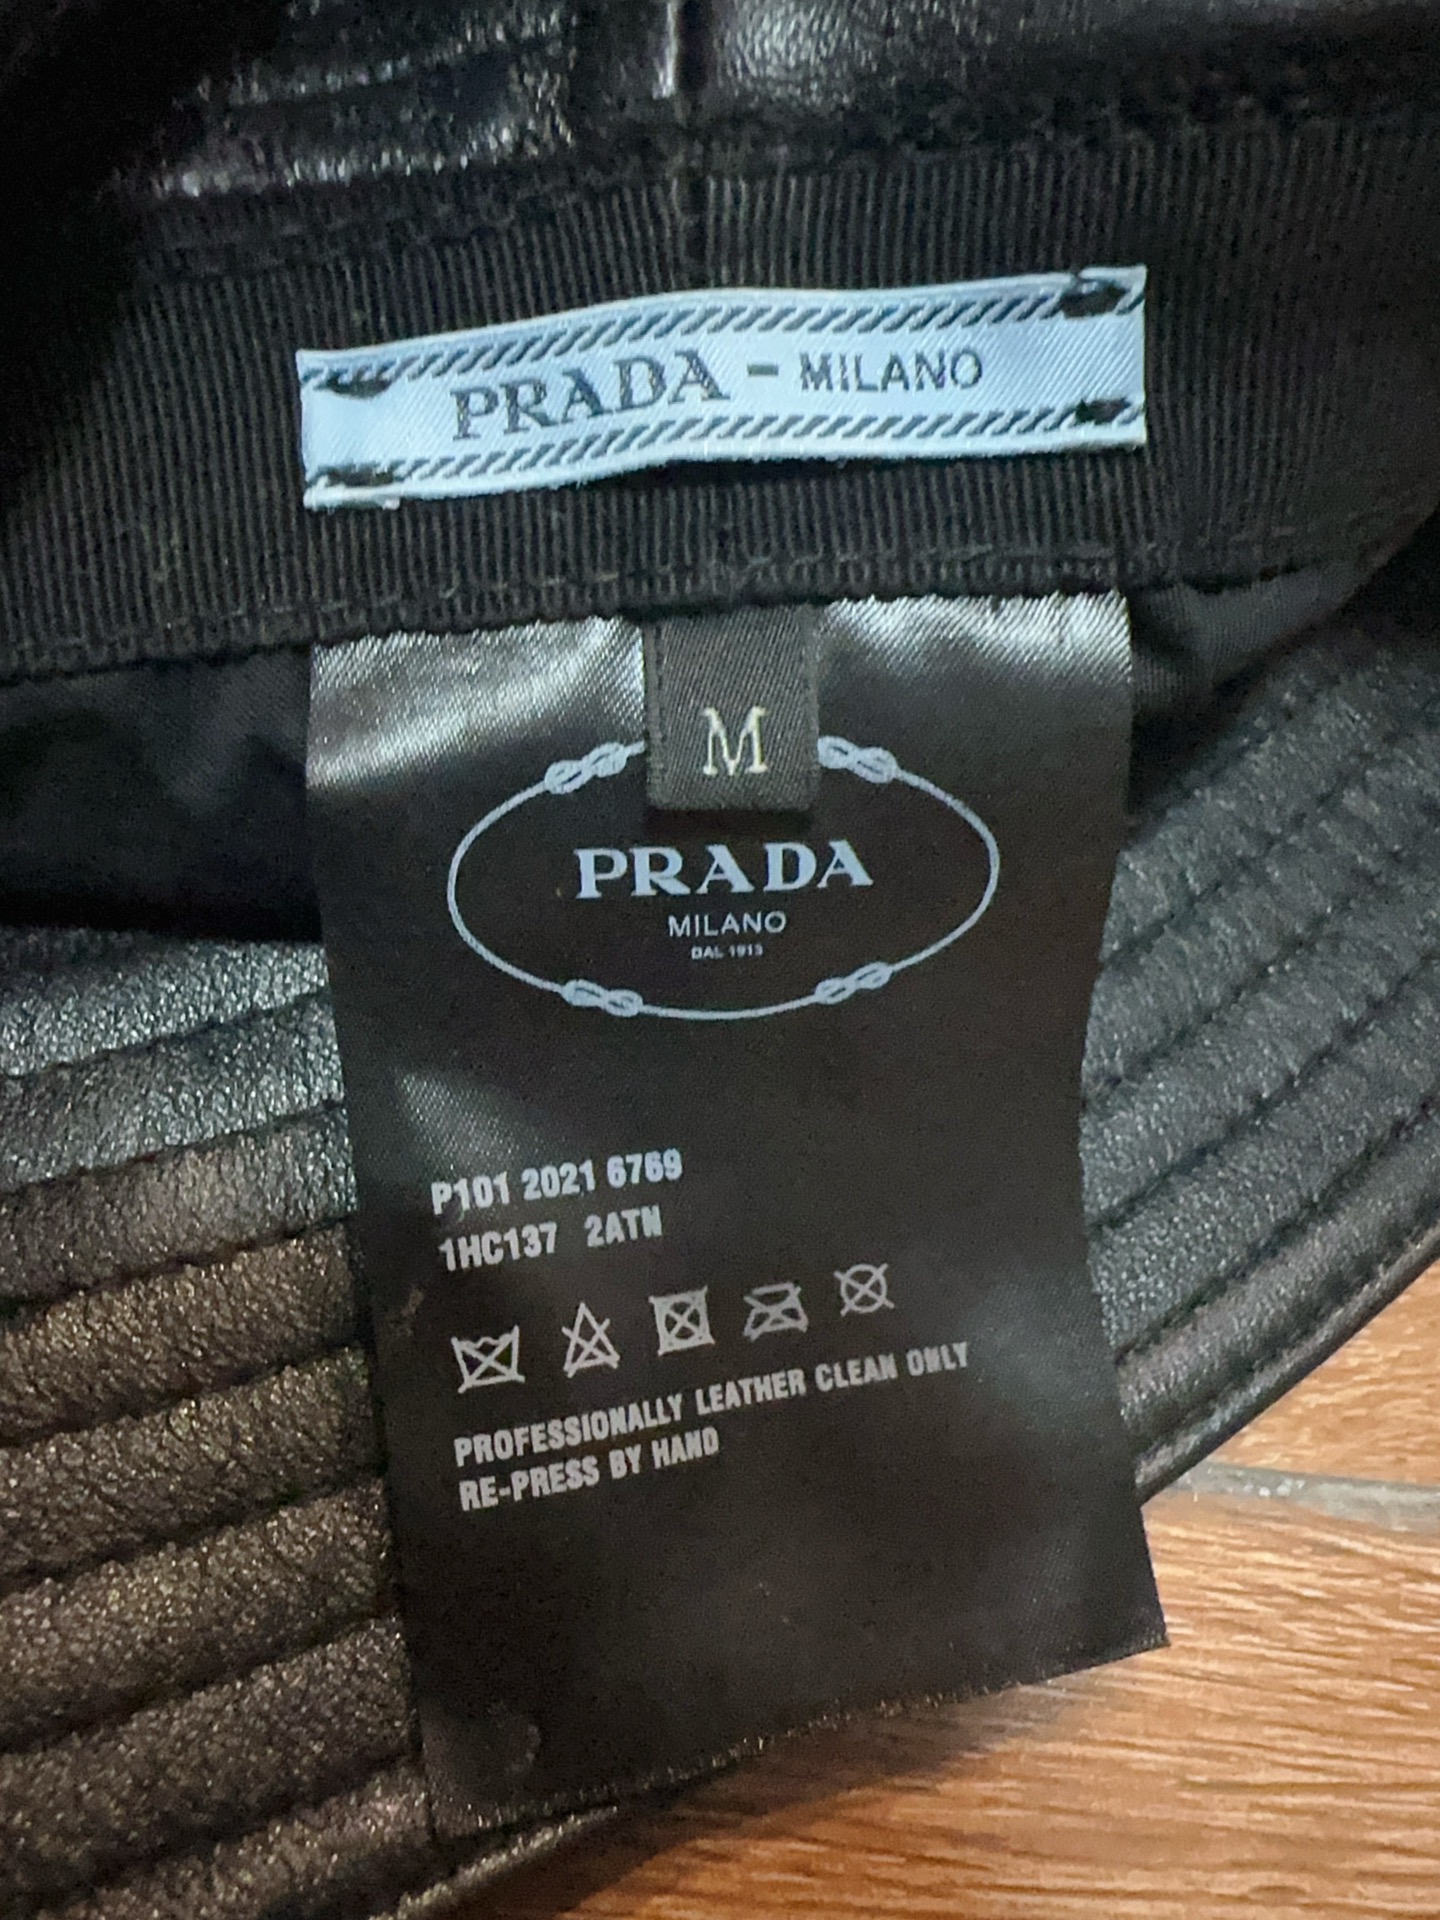 PRADA - MILANO
M
PRADA
MILANO
DAL 1913
P101 2021 6769
1HC137 2ATN
PROFESSIONALLY LEATHER CLEAN ONLY
RE-PRESS BY HAND